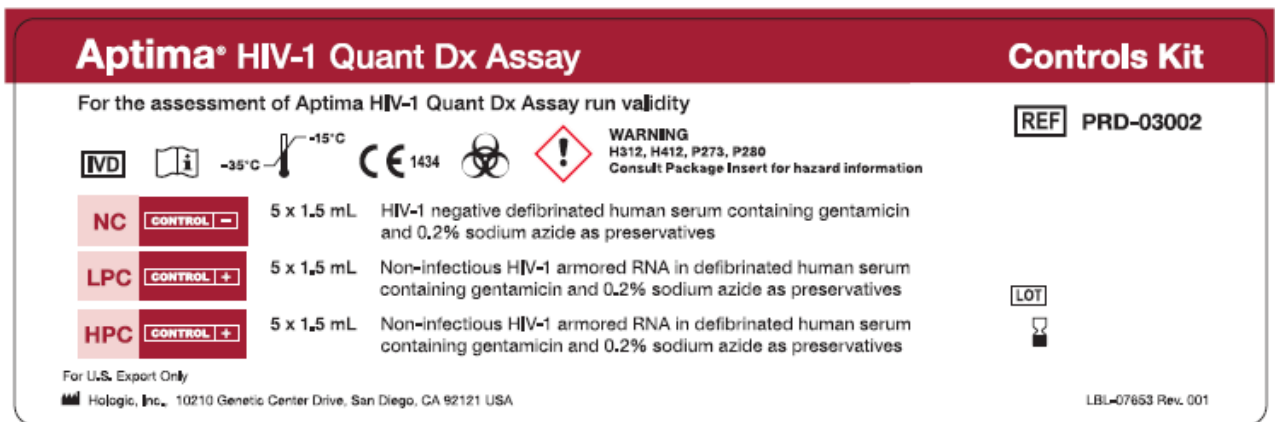 Aptima® HIV-1 Quant Dx Assay
Controls Kit
For the assessment of Aptima HIV-1 Quant Dx Assay run validity
REF PRD-03002
IVD
-35°C
-15°C
CE 1434
WARNING
H312, H412, P273, P280
Consult Package Insert for hazard information
NC CONTROL - 5 x 1.5 mL HIV-1 negative defibrinated human serum containing gentamicin
and 0.2% sodium azide as preservatives
LPC CONTROL + 5 x 1.5 mL Non-infectious HIV-1 armored RNA in defibrinated human serum
containing gentamicin and 0.2% sodium azide as preservatives
LOT
HPC CONTROL + 5 x 1.5 mL Non-infectious HIV-1 armored RNA in defibrinated human serum
containing gentamicin and 0.2% sodium azide as preservatives
For U.S. Export Only
Hologic, Inc., 10210 Genetic Center Drive, San Diego, CA 92121 USA
LBL-07653 Rev. 001